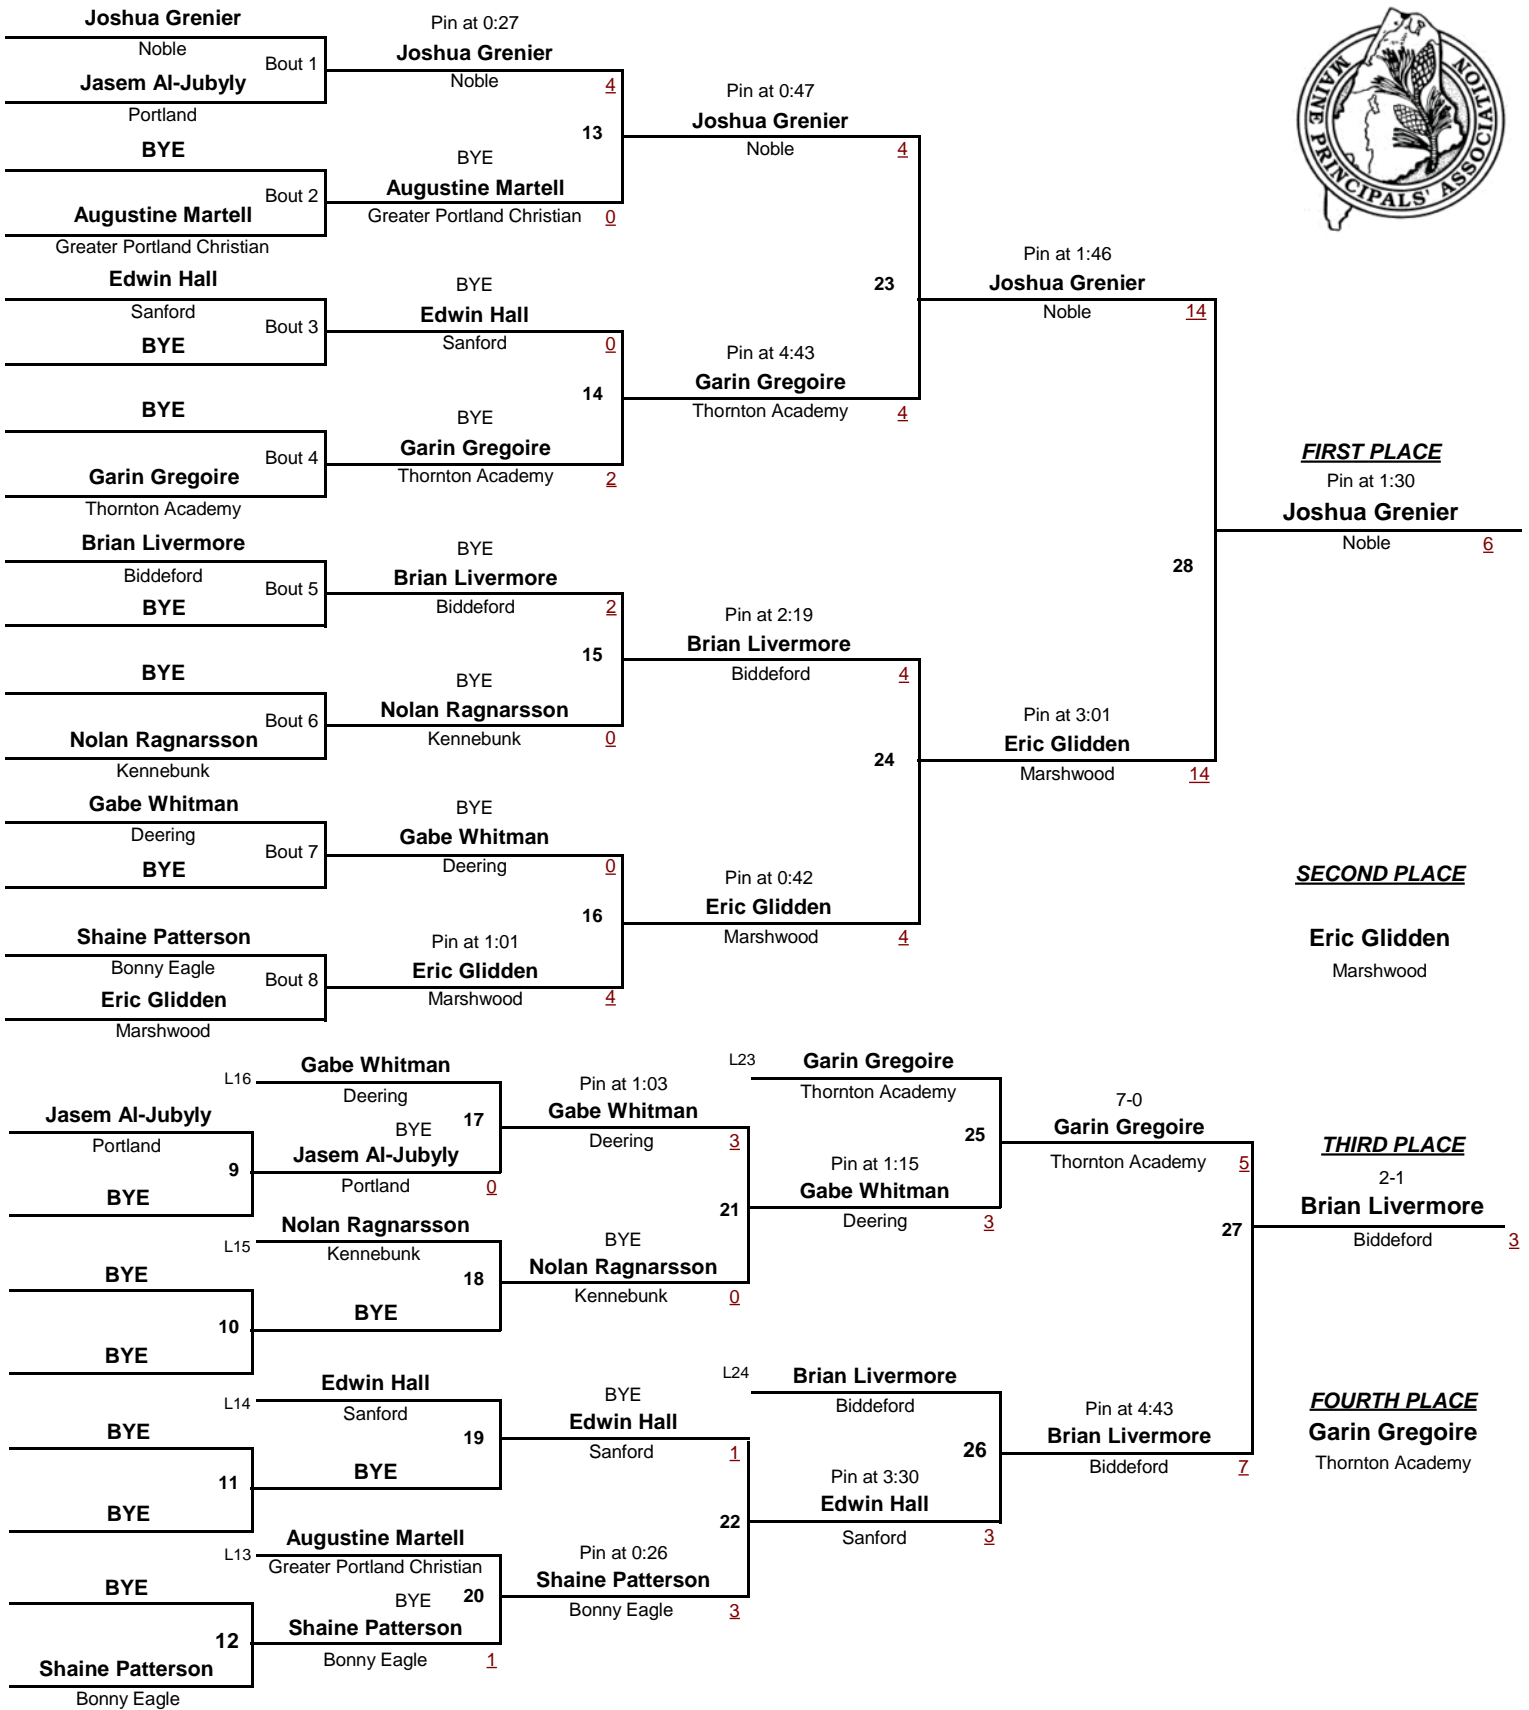 Joshua Grenier
Noble
Bout 1
Jasem Al-Jubyly
Portland
BYE
Bout 2
Augustine Martell
Greater Portland Christian
Edwin Hall
Sanford
Bout 3
BYE
BYE
Bout 4
Garin Gregoire
Thornton Academy
Brian Livermore
Biddeford
Bout 5
BYE
BYE
Bout 6
Nolan Ragnarsson
Kennebunk
Gabe Whitman
Deering
Bout 7
BYE
Shaine Patterson
Bonny Eagle
Bout 8
Eric Glidden
Marshwood
Pin at 0:27
Joshua Grenier
Noble
4
13
BYE
Augustine Martell
Greater Portland Christian
0
BYE
Edwin Hall
Sanford
0
14
BYE
Garin Gregoire
Thornton Academy
2
BYE
Brian Livermore
Biddeford
2
15
BYE
Nolan Ragnarsson
Kennebunk
0
BYE
Gabe Whitman
Deering
0
16
Pin at 1:01
Eric Glidden
Marshwood
4
Pin at 0:47
Joshua Grenier
Noble
4
23
Pin at 4:43
Garin Gregoire
Thornton Academy
4
Pin at 2:19
Brian Livermore
Biddeford
4
24
Pin at 0:42
Eric Glidden
Marshwood
4
Pin at 1:46
Joshua Grenier
Noble
14
28
Pin at 3:01
Eric Glidden
Marshwood
14
MAINE PRINCIPALS' ASSOCIATION
FIRST PLACE
Pin at 1:30
Joshua Grenier
Noble
6
SECOND PLACE
Eric Glidden
Marshwood
Jasem Al-Jubyly
Portland
9
BYE
BYE
10
BYE
BYE
11
BYE
BYE
12
Shaine Patterson
Bonny Eagle
L16
Gabe Whitman
Deering
17
BYE
Jasem Al-Jubyly
Portland
0
L15
Nolan Ragnarsson
Kennebunk
18
BYE
L14
Edwin Hall
Sanford
19
BYE
L13
Augustine Martell
Greater Portland Christian
20
BYE
Shaine Patterson
Bonny Eagle
1
Pin at 1:03
Gabe Whitman
Deering
3
21
BYE
Nolan Ragnarsson
Kennebunk
0
BYE
Edwin Hall
Sanford
1
22
Pin at 0:26
Shaine Patterson
Bonny Eagle
3
L23
Garin Gregoire
Thornton Academy
25
Pin at 1:15
Gabe Whitman
Deering
3
L24
Brian Livermore
Biddeford
26
Pin at 3:30
Edwin Hall
Sanford
3
7-0
Garin Gregoire
Thornton Academy
5
27
Pin at 4:43
Brian Livermore
Biddeford
7
THIRD PLACE
2-1
Brian Livermore
Biddeford
3
FOURTH PLACE
Garin Gregoire
Thornton Academy